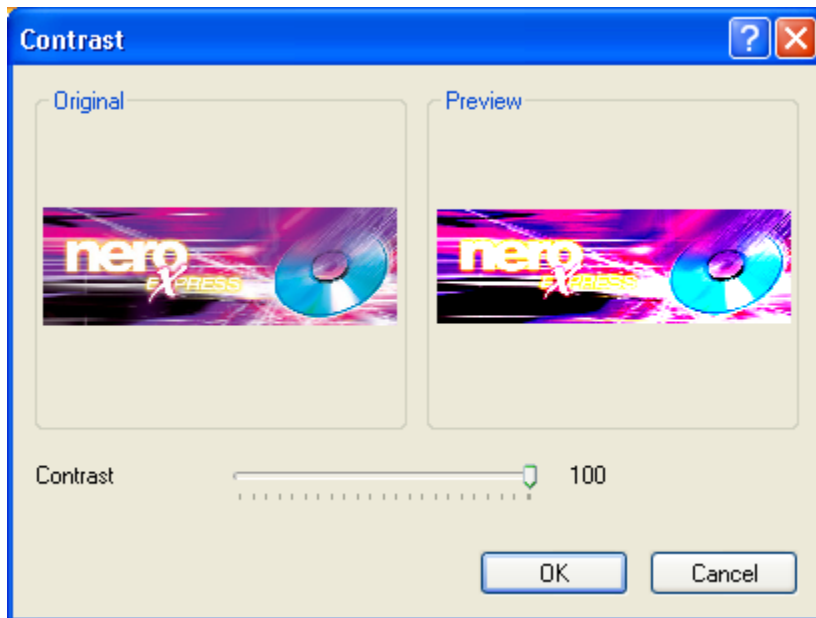 Contrast
Original
Preview
nero
eXPRESS
nero
eXPRESS
Contrast
100
OK
Cancel